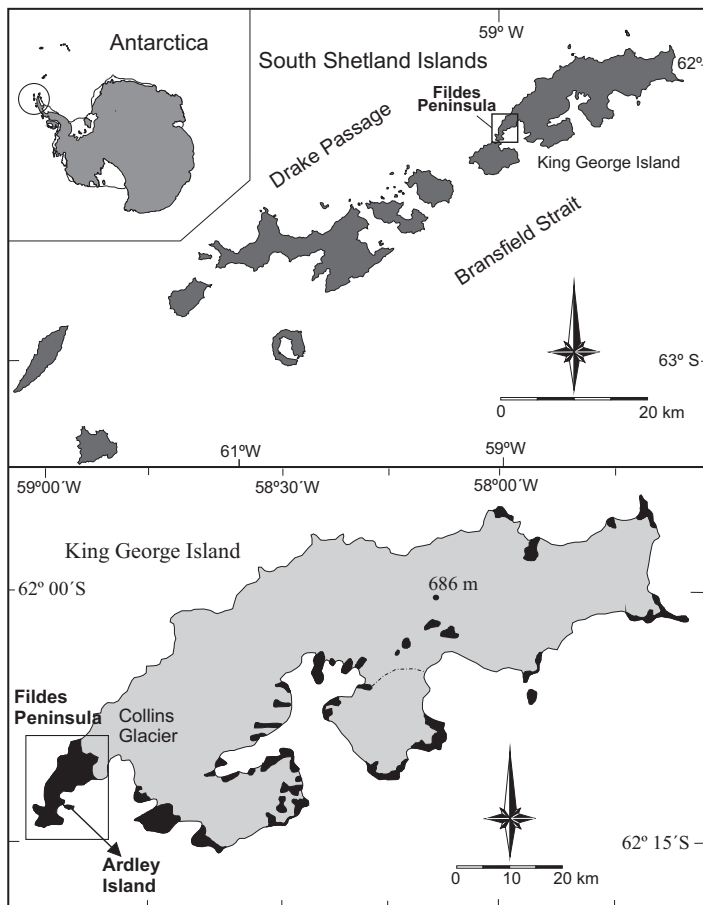 Antarctica
South Shetland Islands
59º W
62º
Fildes
Peninsula
King George Island
Drake Passage
Bransfield Strait
63º S
0 20 km
61ºW
59ºW
59º00´W
58º30´W
58º00´W
King George Island
62º 00´S
686 m
Fildes
Peninsula
Collins
Glacier
62º 15´S
Ardley
Island
0 10 20 km